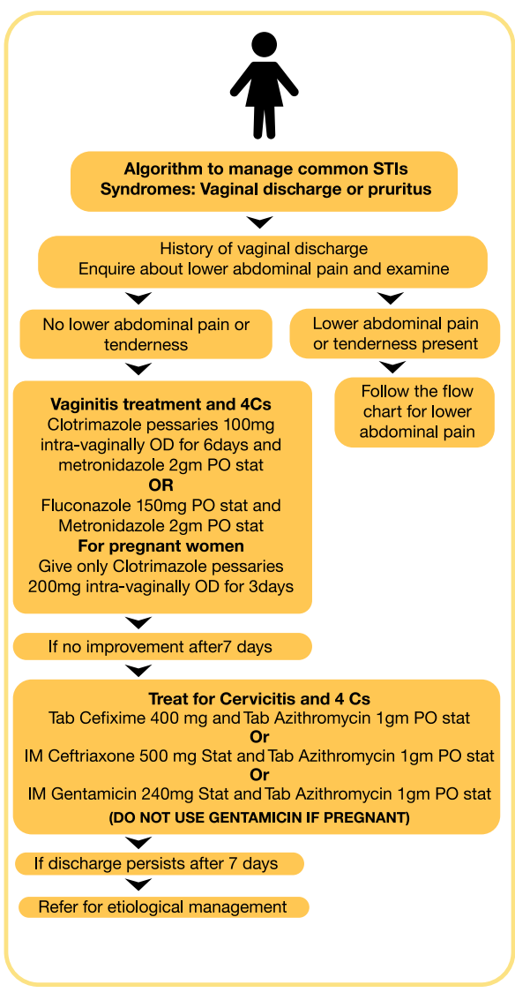 Algorithm to manage common STIs
Syndromes: Vaginal discharge or pruritus
History of vaginal discharge
Enquire about lower abdominal pain and examine
No lower abdominal pain or
tenderness
Lower abdominal pain
or tenderness present
Vaginitis treatment and 4Cs
Clotrimazole pessaries 100mg
intra-vaginally OD for 6days and
metronidazole 2gm PO stat
OR
Fluconazole 150mg PO stat and
Metronidazole 2gm PO stat
For pregnant women
Give only Clotrimazole pessaries
200mg intra-vaginally OD for 3days
Follow the flow
chart for lower
abdominal pain
If no improvement after7 days
Treat for Cervicitis and 4 Cs
Tab Cefixime 400 mg and Tab Azithromycin 1gm PO stat
Or
IM Ceftriaxone 500 mg Stat and Tab Azithromycin 1gm PO stat
Or
IM Gentamicin 240mg Stat and Tab Azithromycin 1gm PO stat
(DO NOT USE GENTAMICIN IF PREGNANT)
If discharge persists after 7 days
Refer for etiological management